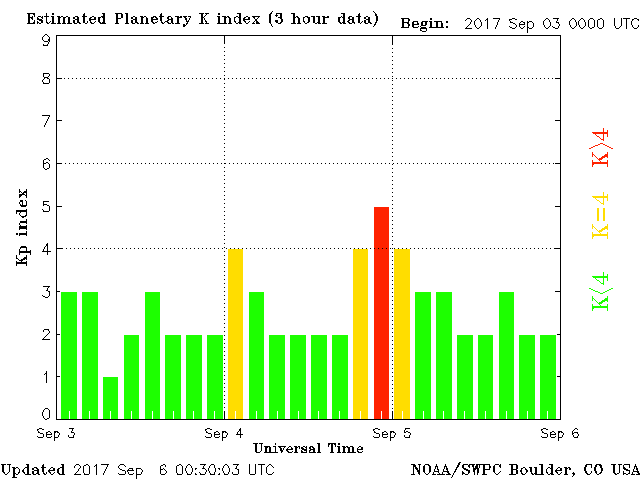 Estimated Planetary K index (3 hour data)
Begin: 2017 Sep 03 0000 UTC
9
8
7
6
5
4
3
2
1
0
Kp index
K>4
K=4
K<4
Sep 3
Sep 4
Sep 5
Sep 6
Universal Time
Updated 2017 Sep 6 00:30:03 UTC
NOAA/SWPC Boulder, CO USA